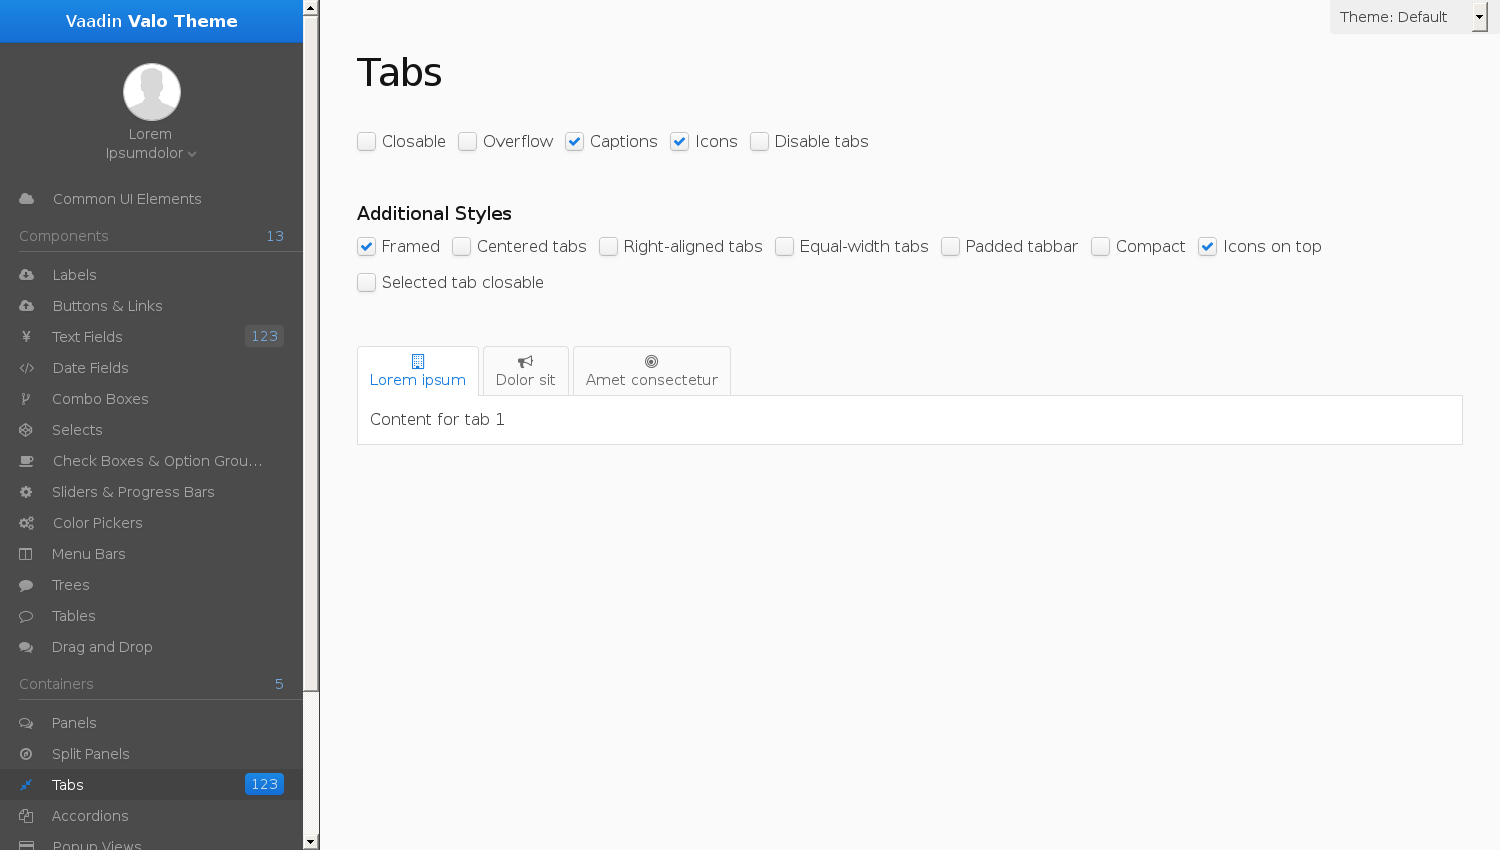 Vaadin Valo Theme
Theme: Default
Lorem
Ipsumdolor
Common UI Elements
Components 13
Labels
Buttons & Links
Text Fields 123
Date Fields
Combo Boxes
Selects
Check Boxes & Option Grou…
Sliders & Progress Bars
Color Pickers
Menu Bars
Trees
Tables
Drag and Drop
Containers 5
Panels
Split Panels
Tabs 123
Accordions
Popup Views
Tabs
Closable Overflow Captions Icons Disable tabs
Additional Styles
Framed Centered tabs Right-aligned tabs Equal-width tabs Padded tabbar Compact Icons on top
Selected tab closable
Lorem ipsum Dolor sit Amet consectetur
Content for tab 1